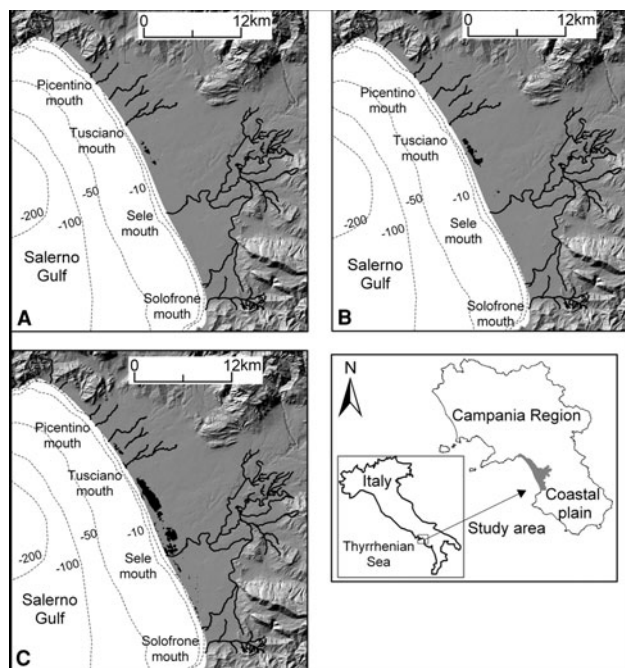 0 12km
Picentino
mouth
Tusciano
mouth
-10
-50
-100
-200
Sele
mouth
Salerno
Gulf
Solofrone
mouth
A
0 12km
Picentino
mouth
Tusciano
mouth
-10
-50
-100
-200
Sele
mouth
Salerno
Gulf
Solofrone
mouth
B
0 12km
Picentino
mouth
Tusciano
mouth
-10
-50
-100
-200
Sele
mouth
Salerno
Gulf
Solofrone
mouth
C
N
Campania Region
Italy
Coastal
plain
Study area
Thyrrhenian
Sea